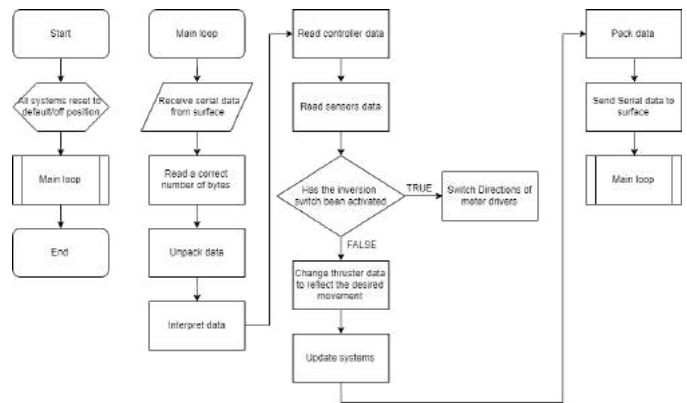 Start
All systems reset to
default/off position
Main loop
End
Main loop
Receive serial data
from surface
Read a correct
number of bytes
Unpack data
Interpret data
Read controller data
Read sensors data
Has the inversion
switch been activated
TRUE
Switch Directions of
motor drivers
FALSE
Change thruster data
to reflect the desired
movement
Update systems
Pack data
Send Serial data to
surface
Main loop